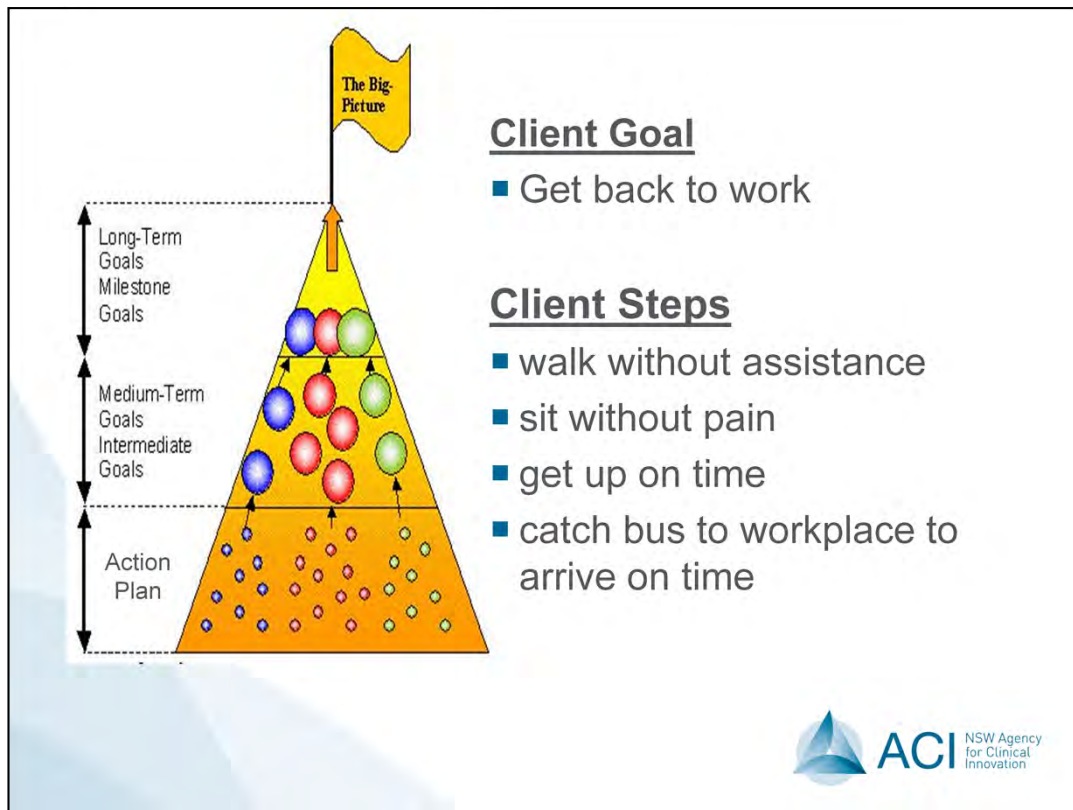 The Big-
Picture
Long-Term
Goals
Milestone
Goals
Medium-Term
Goals
Intermediate
Goals
Action
Plan
Client Goal
■ Get back to work
Client Steps
■ walk without assistance
■ sit without pain
■ get up on time
■ catch bus to workplace to
arrive on time
ACI
NSW Agency
for Clinical
Innovation